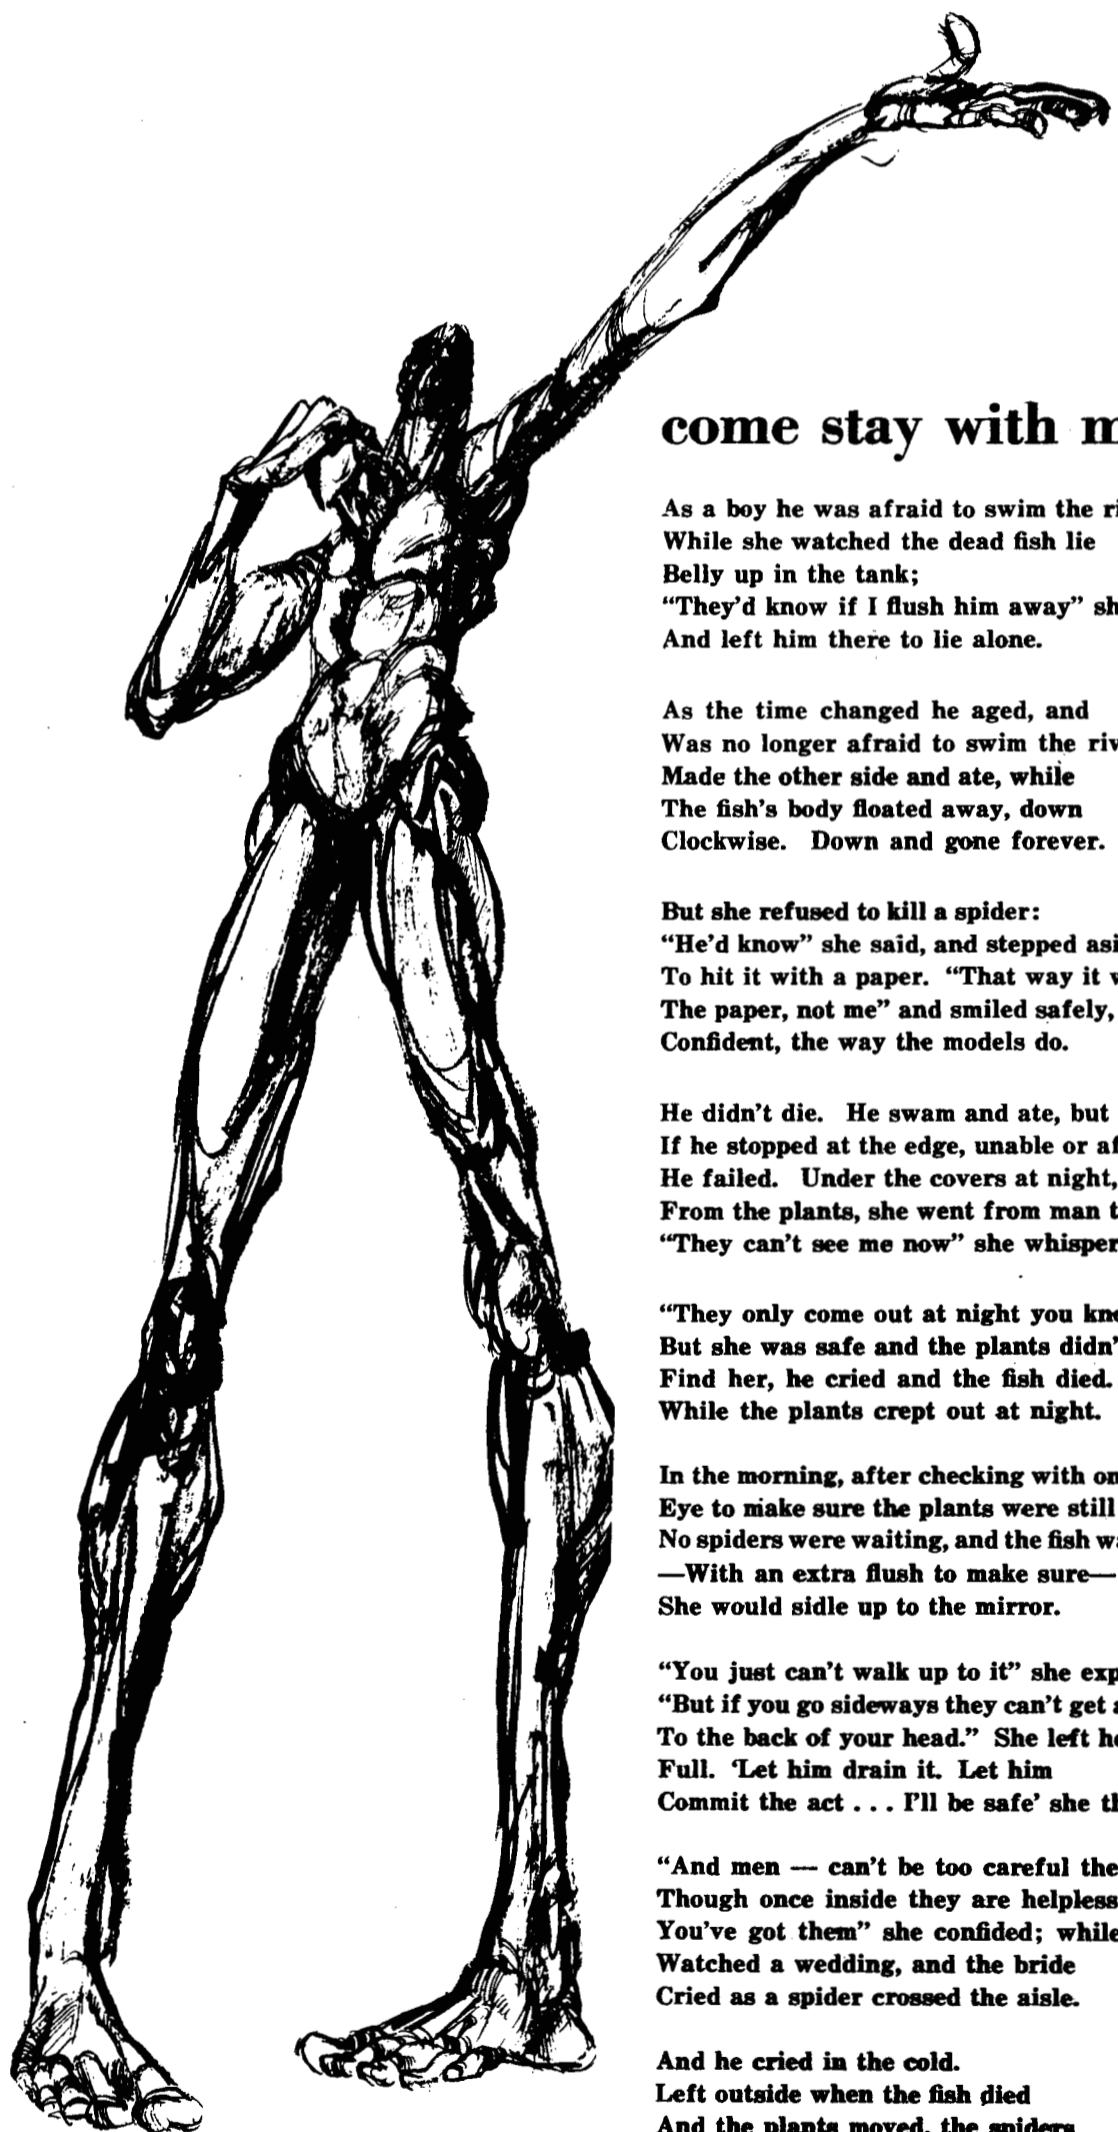 come stay with m
As a boy he was afraid to swim the ri
While she watched the dead fish lie
Belly up in the tank;
“They’d know if I flush him away” sh
And left him there to lie alone.
As the time changed he aged, and
Was no longer afraid to swim the riv
Made the other side and ate, while
The fish’s body floated away, down
Clockwise. Down and gone forever.
But she refused to kill a spider:
“He’d know” she said, and stepped asi
To hit it with a paper. “That way it w
The paper, not me” and smiled safely,
Confident, the way the models do.
He didn’t die. He swam and ate, but
If he stopped at the edge, unable or af
He failed. Under the covers at night,
From the plants, she went from man t
“They can’t see me now” she whisper
“They only come out at night you kno
But she was safe and the plants didn’
Find her, he cried and the fish died.
While the plants crept out at night.
In the morning, after checking with on
Eye to make sure the plants were still
No spiders were waiting, and the fish wa
—With an extra flush to make sure—
She would sidle up to the mirror.
“You just can’t walk up to it” she exp
“But if you go sideways they can’t get a
To the back of your head.” She left he
Full. ‘Let him drain it. Let him
Commit the act . . . I’ll be safe’ she th
“And men — can’t be too careful the
Though once inside they are helpless
You’ve got them” she confided; while
Watched a wedding, and the bride
Cried as a spider crossed the aisle.
And he cried in the cold.
Left outside when the fish died
And the plants moved, the spiders